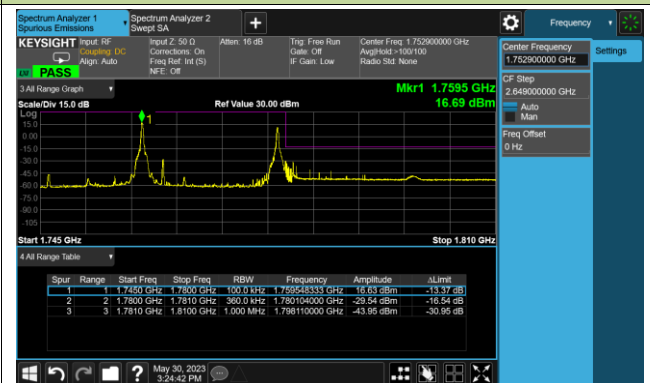 Spectrum Analyzer 1
Spurious Emissions
Spectrum Analyzer 2
Swept SA
+
Frequency
KEYSIGHT
Input: RF
Coupling: DC
Align: Auto
Input Z: 50 Ω
Corrections: On
Freq Ref: Int (S)
NFE: Off
Atten: 16 dB
Trig: Free Run
Gate: Off
IF Gain: Low
Center Freq: 1.752900000 GHz
Avg|Hold:>100/100
Radio Std: None
LXI
PASS
Center Frequency
1.752900000 GHz
Settings
CF Step
2.649000000 GHz
Auto
Man
Freq Offset
0 Hz
3 All Range Graph
Mkr1 1.7595 GHz
Scale/Div 15.0 dB
Ref Value 30.00 dBm
16.69 dBm
Log
1
15.0
0.00
-15.0
-30.0
-45.0
-60.0
-75.0
-90.0
-105
Start 1.745 GHz
Stop 1.810 GHz
4 All Range Table
Spur Range Start Freq Stop Freq RBW Frequency Amplitude ΔLimit
1 1 1.7450 GHz 1.7800 GHz 100.0 kHz 1.759548333 GHz 16.63 dBm -13.37 dB
2 2 1.7800 GHz 1.7810 GHz 360.0 kHz 1.780104000 GHz -29.54 dBm -16.54 dB
3 3 1.7810 GHz 1.8100 GHz 1.000 MHz 1.798110000 GHz -43.95 dBm -30.95 dB
?
May 30, 2023
3:24:42 PM